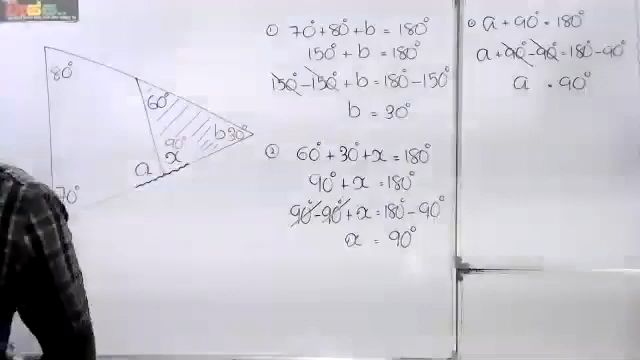 80°
60°
b 30°
90°
a x
70°
① 70° + 80° + b = 180°
150° + b = 180°
150° - 150° + b = 180° - 150°
b = 30°
② 60° + 30° + x = 180°
90° + x = 180°
90° - 90° + x = 180° - 90°
x = 90°
a + 90° = 180°
a + 90° - 90° = 180 - 90°
a = 90°